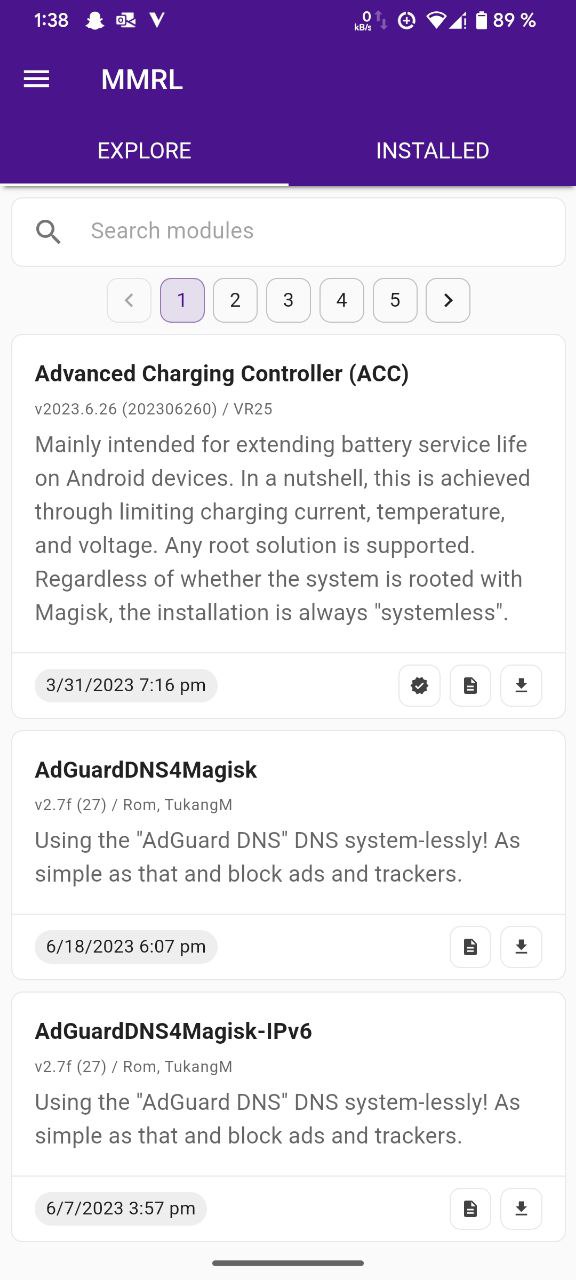 1:38 0 kB/s 89 %
MMRL
EXPLORE INSTALLED
Search modules
1 2 3 4 5
Advanced Charging Controller (ACC)
v2023.6.26 (202306260) / VR25
Mainly intended for extending battery service life
on Android devices. In a nutshell, this is achieved
through limiting charging current, temperature,
and voltage. Any root solution is supported.
Regardless of whether the system is rooted with
Magisk, the installation is always "systemless".
3/31/2023 7:16 pm
AdGuardDNS4Magisk
v2.7f (27) / Rom, TukangM
Using the "AdGuard DNS" DNS system-lessly! As
simple as that and block ads and trackers.
6/18/2023 6:07 pm
AdGuardDNS4Magisk-IPv6
v2.7f (27) / Rom, TukangM
Using the "AdGuard DNS" DNS system-lessly! As
simple as that and block ads and trackers.
6/7/2023 3:57 pm